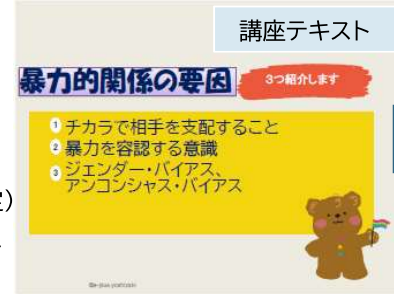 講座テキスト
暴力的関係の要因
3つ紹介します
1 チカラで相手を支配すること
2 暴力を容認する意識
3 ジェンダー・バイアス、
アンコンシャス・バイアス
)